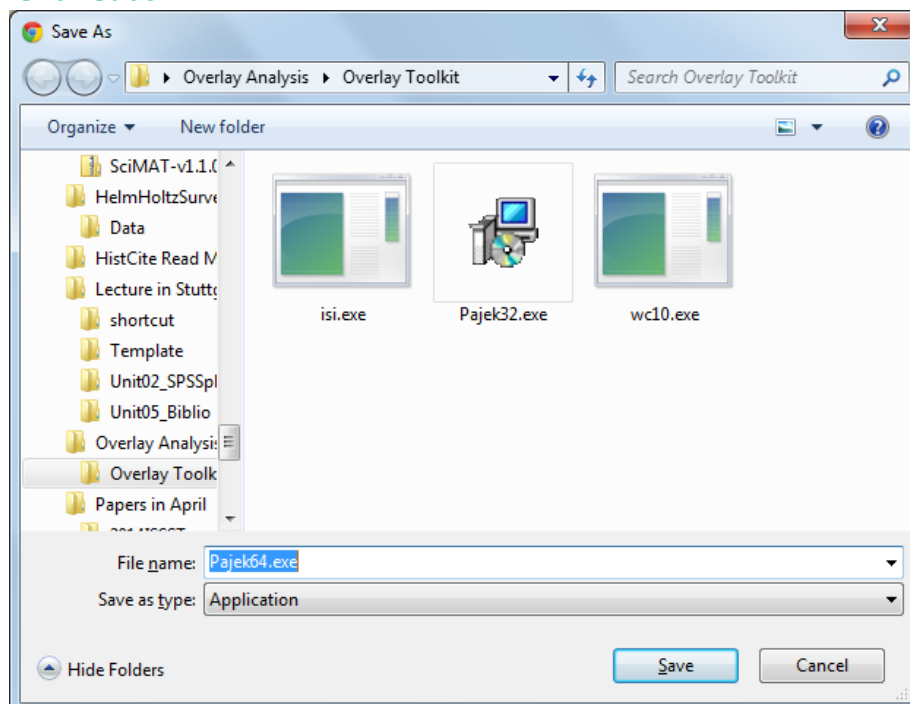 Save As
Overlay Analysis Overlay Toolkit Search Overlay Toolkit
Organize New folder
SciMAT-v1.1.(
HelmHoltzSurve
Data
HistCite Read M
Lecture in Stuttg
shortcut
Template
Unit02_SPSSpl
Unit05_Biblio
Overlay Analysis
Overlay Toolk
Papers in April
isi.exe Pajek32.exe wc10.exe
File name: Pajek64.exe
Save as type: Application
Hide Folders Save Cancel